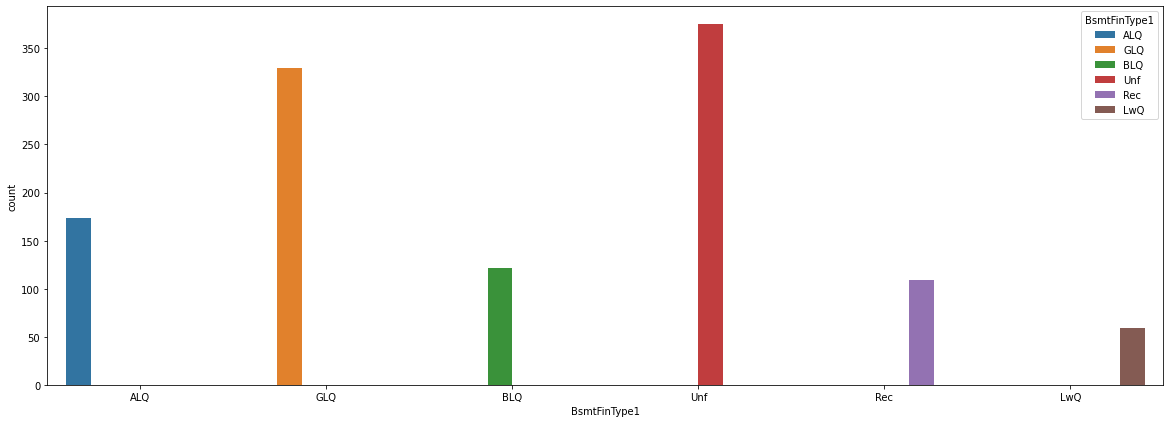 BsmtFinType1
ALQ
GLQ
BLQ
Unf
Rec
LwQ
count
350
300
250
200
150
100
50
0
ALQ GLQ BLQ Unf Rec LwQ
BsmtFinType1